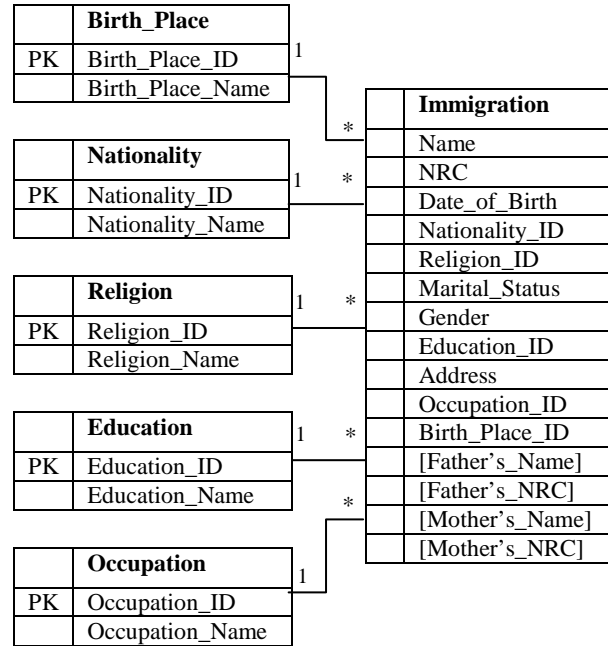 Birth_Place
PK Birth_Place_ID
Birth_Place_Name
1
*
Nationality
PK Nationality_ID
Nationality_Name
1 *
Religion
PK Religion_ID
Religion_Name
1 *
Education
PK Education_ID
Education_Name
1 *
Occupation
PK Occupation_ID
Occupation_Name
1
*
Immigration
Name
NRC
Date_of_Birth
Nationality_ID
Religion_ID
Marital_Status
Gender
Education_ID
Address
Occupation_ID
Birth_Place_ID
[Father’s_Name]
[Father’s_NRC]
[Mother’s_Name]
[Mother’s_NRC]